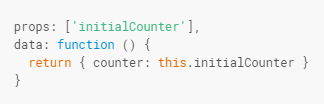 props: ['initialCounter'],
data: function () {
  return { counter: this.initialCounter }
}